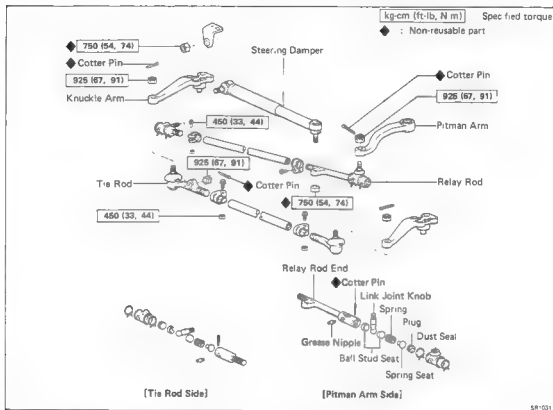 kg-cm (ft-lb, N m) Specified torque
◆ : Non-reusable part
◆ 750 (54, 74)
◆ Cotter Pin
925 (67, 91)
Knuckle Arm
Steering Damper
◆ Cotter Pin
925 (67, 91)
Pitman Arm
450 (33, 44)
925 (67, 91)
Tie Rod
◆ Cotter Pin
Relay Rod
◆ 750 (54, 74)
450 (33, 44)
Relay Rod End
◆ Cotter Pin
Link Joint Knob
Spring
Plug
Dust Seal
Grease Nipple
Ball Stud Seat
Spring Seat
[Tie Rod Side]
[Pitman Arm Side]